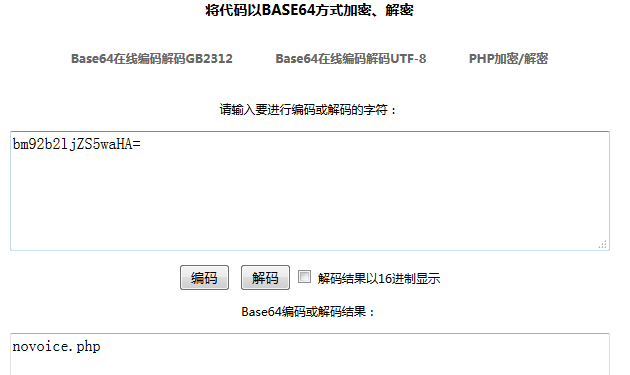 将代码以BASE64方式加密、解密
Base64在线编码解码GB2312 Base64在线编码解码UTF-8 PHP加密/解密
请输入要进行编码或解码的字符：
bm92b2ljZS5waHA=
编码 解码 解码结果以16进制显示
Base64编码或解码结果：
novoice.php